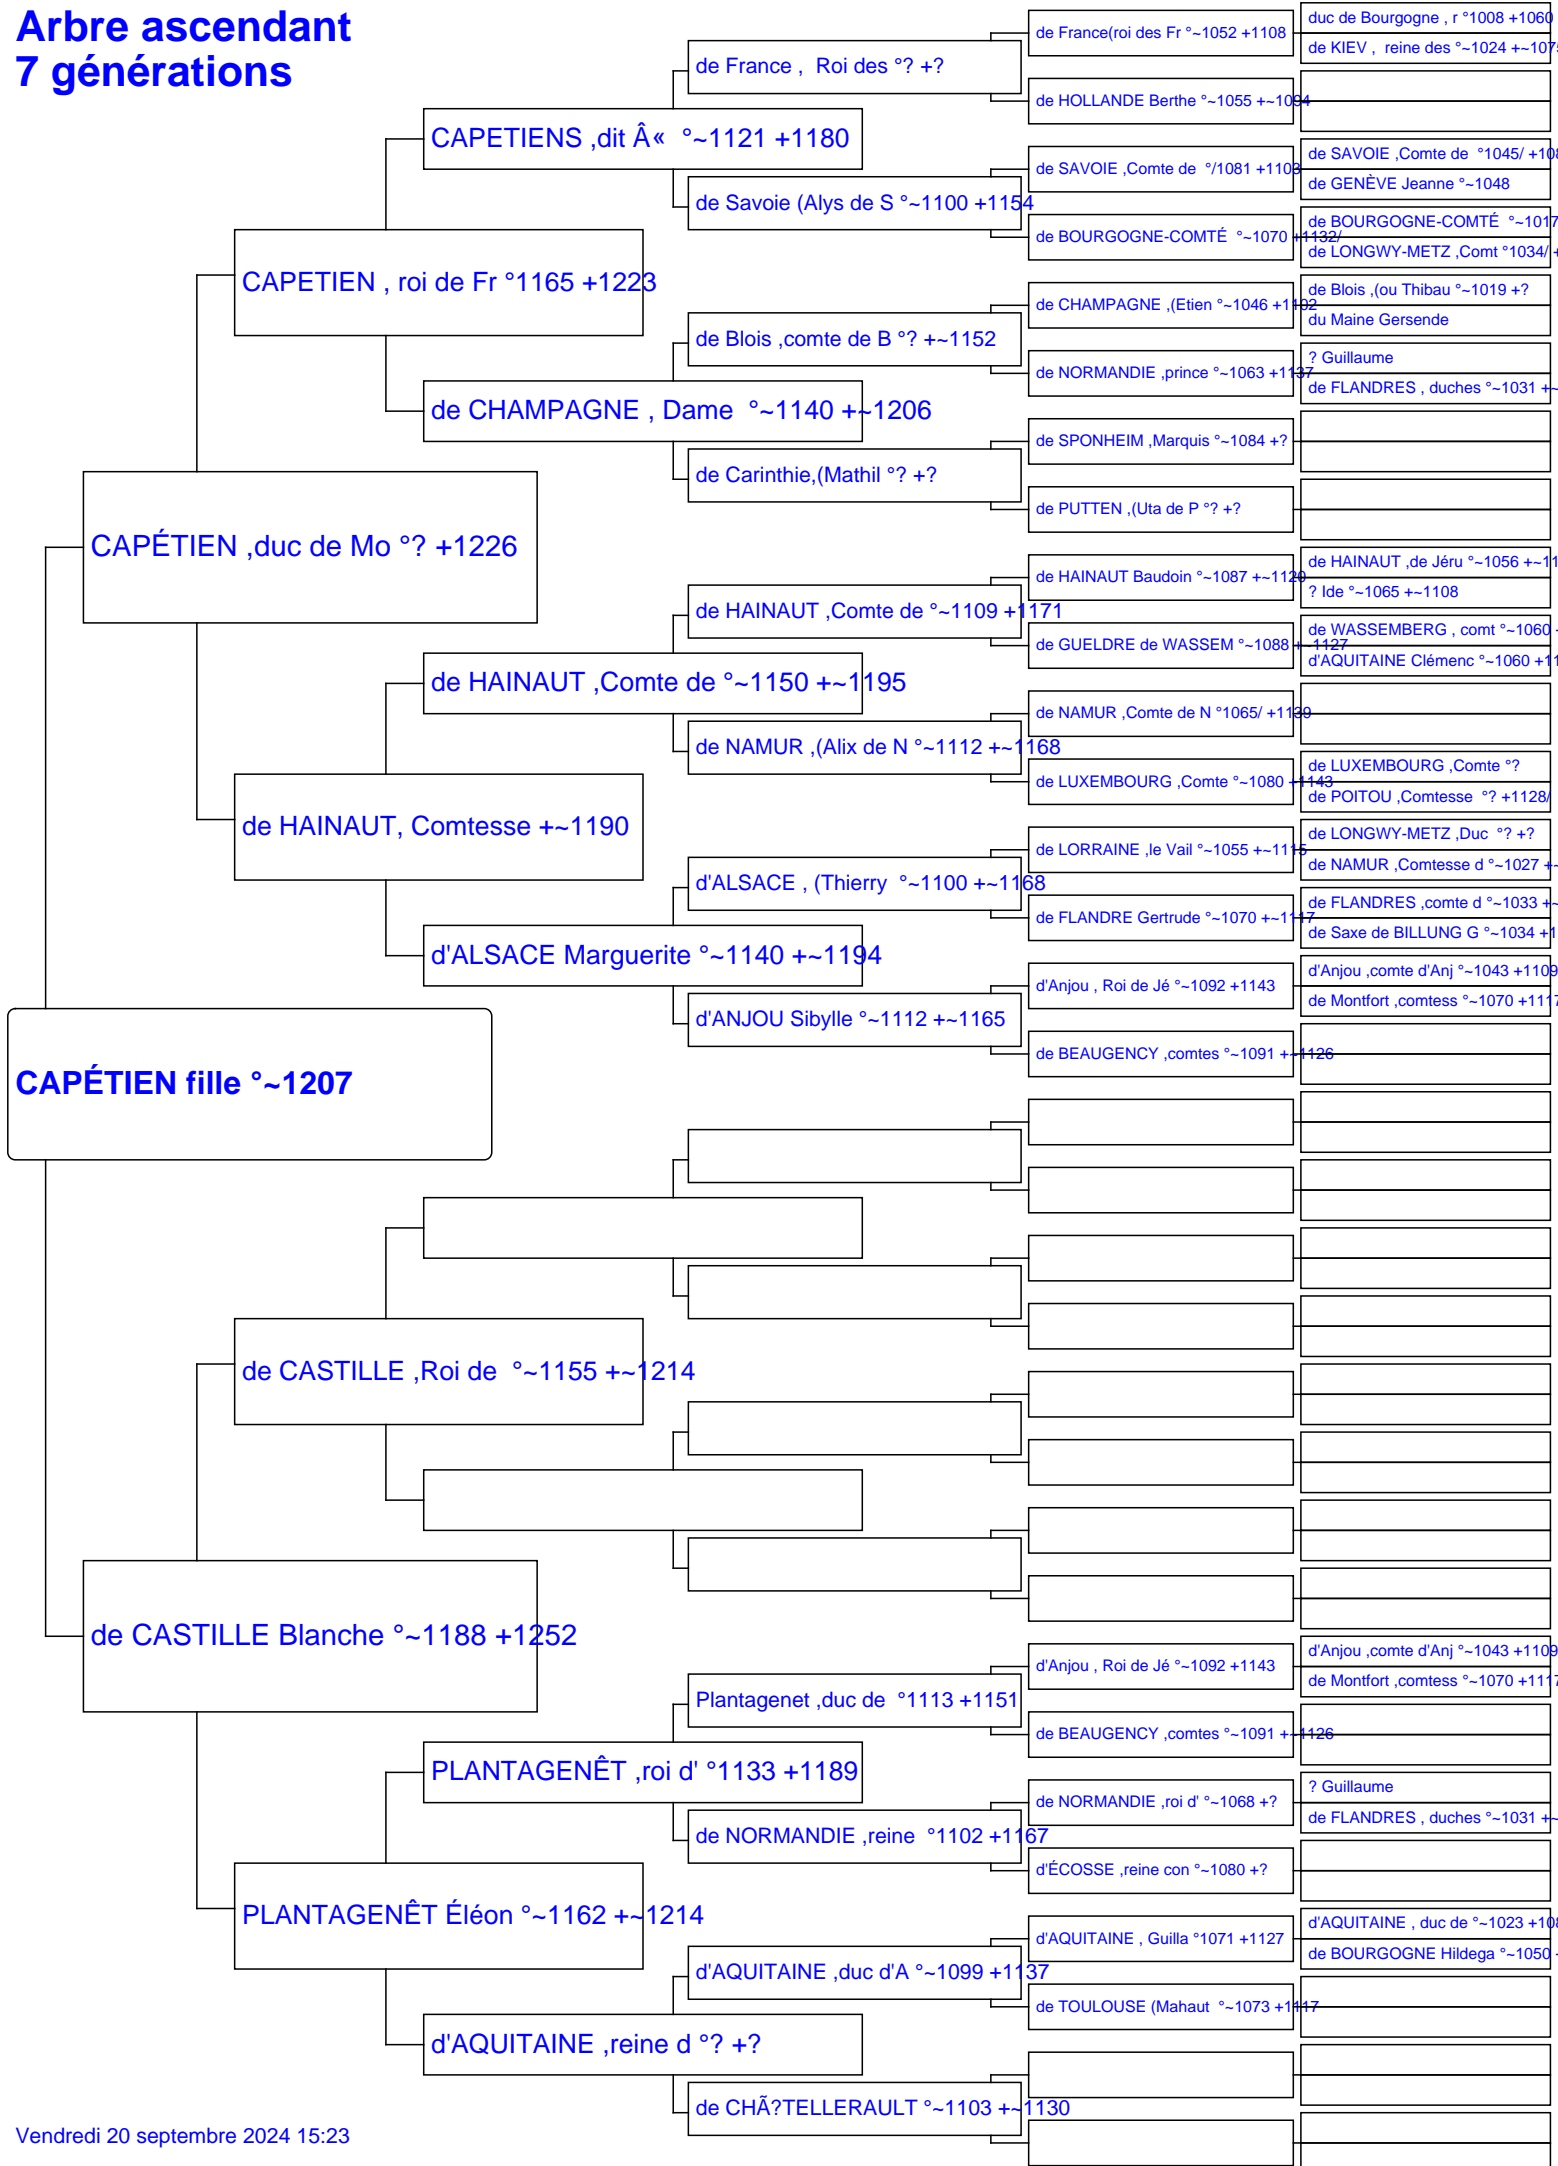 Arbre ascendant
7 générations
duc de Bourgogne , r °1008 +1060
de France(roi des Fr °~1052 +1108
de KIEV ,  reine des °~1024 +~1075
de France ,  Roi des °? +?
de HOLLANDE Berthe °~1055 +~1094
CAPETIENS ,dit Â«  °~1121 +1180
de SAVOIE ,Comte de  °1045/ +108
de SAVOIE ,Comte de  °/1081 +1103
de GENÈVE Jeanne °~1048
de Savoie (Alys de S °~1100 +1154
de BOURGOGNE-COMTÉ  °~1017
de BOURGOGNE-COMTÉ  °~1070 +1132/
de LONGWY-METZ ,Comt °1034/ +
CAPETIEN , roi de Fr °1165 +1223
de Blois ,(ou Thibau °~1019 +?
de CHAMPAGNE ,(Etien °~1046 +1102
du Maine Gersende
de Blois ,comte de B °? +~1152
? Guillaume
de NORMANDIE ,prince °~1063 +1137
de FLANDRES , duches °~1031 +~
de CHAMPAGNE , Dame  °~1140 +~1206
de SPONHEIM ,Marquis °~1084 +?
de Carinthie,(Mathil °? +?
de PUTTEN ,(Uta de P °? +?
CAPÉTIEN ,duc de Mo °? +1226
de HAINAUT ,de Jéru °~1056 +~11
de HAINAUT Baudoin °~1087 +~1120
? Ide °~1065 +~1108
de HAINAUT ,Comte de °~1109 +1171
de WASSEMBERG , comt °~1060 +
de GUELDRE de WASSEM °~1088 +~1127
d'AQUITAINE Clémenc °~1060 +11
de HAINAUT ,Comte de °~1150 +~1195
de NAMUR ,Comte de N °1065/ +1139
de NAMUR ,(Alix de N °~1112 +~1168
de LUXEMBOURG ,Comte °?
de LUXEMBOURG ,Comte °~1080 +1143
de POITOU ,Comtesse  °? +1128/
de HAINAUT, Comtesse +~1190
de LONGWY-METZ ,Duc  °? +?
de LORRAINE ,le Vail °~1055 +~1115
de NAMUR ,Comtesse d °~1027 +~
d'ALSACE , (Thierry  °~1100 +~1168
de FLANDRES ,comte d °~1033 +~
de FLANDRE Gertrude °~1070 +~1117
de Saxe de BILLUNG G °~1034 +1
d'ALSACE Marguerite °~1140 +~1194
d'Anjou ,comte d'Anj °~1043 +1109
d'Anjou , Roi de Jé °~1092 +1143
de Montfort ,comtess °~1070 +1117
d'ANJOU Sibylle °~1112 +~1165
de BEAUGENCY ,comtes °~1091 +~1126
CAPÉTIEN fille °~1207
de CASTILLE ,Roi de  °~1155 +~1214
de CASTILLE Blanche °~1188 +1252
d'Anjou ,comte d'Anj °~1043 +1109
d'Anjou , Roi de Jé °~1092 +1143
de Montfort ,comtess °~1070 +1117
Plantagenet ,duc de  °1113 +1151
de BEAUGENCY ,comtes °~1091 +~1126
PLANTAGENÊT ,roi d' °1133 +1189
? Guillaume
de NORMANDIE ,roi d' °~1068 +?
de FLANDRES , duches °~1031 +~
de NORMANDIE ,reine  °1102 +1167
d'ÉCOSSE ,reine con °~1080 +?
PLANTAGENÊT Éléon °~1162 +~1214
d'AQUITAINE , duc de °~1023 +108
d'AQUITAINE , Guilla °1071 +1127
de BOURGOGNE Hildega °~1050 +
d'AQUITAINE ,duc d'A °~1099 +1137
de TOULOUSE (Mahaut  °~1073 +1117
d'AQUITAINE ,reine d °? +?
de CHÃ?TELLERAULT °~1103 +~1130
Vendredi 20 septembre 2024 15:23